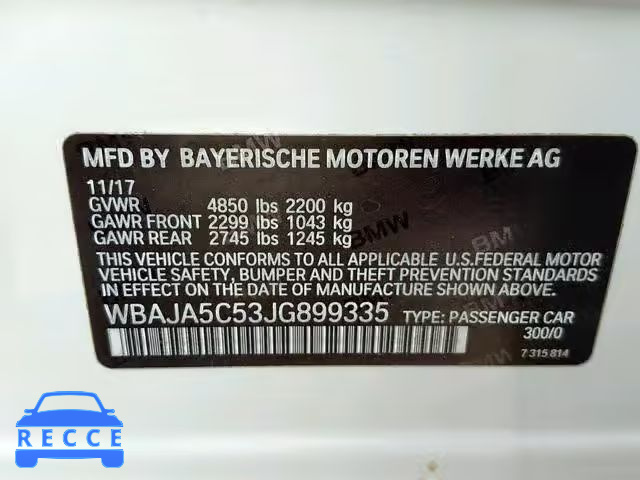 MFD BY BAYERISCHE MOTOREN WERKE AG
11/17
GVWR 4850 lbs 2200 kg
GAWR FRONT 2299 lbs 1043 kg
GAWR REAR 2745 lbs 1245 kg
THIS VEHICLE CONFORMS TO ALL APPLICABLE U.S.FEDERAL MOTOR
VEHICLE SAFETY, BUMPER AND THEFT PREVENTION STANDARDS
IN EFFECT ON THE DATE OF MANUFACTURE SHOWN ABOVE.
WBAJA5C53JG899335 TYPE: PASSENGER CAR
300/0
7 315 814
BMW
BMW
BMW
RECCE